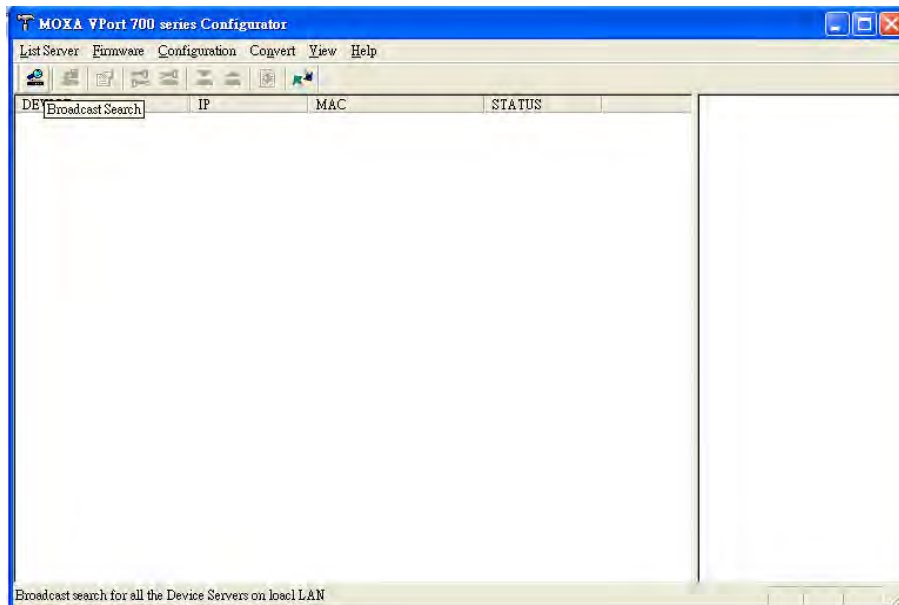 MOXA VPort 700 series Configurator
List Server Firmware Configuration Convert View Help
IP MAC STATUS
Broadcast Search
Broadcast search for all the Device Servers on loacl LAN